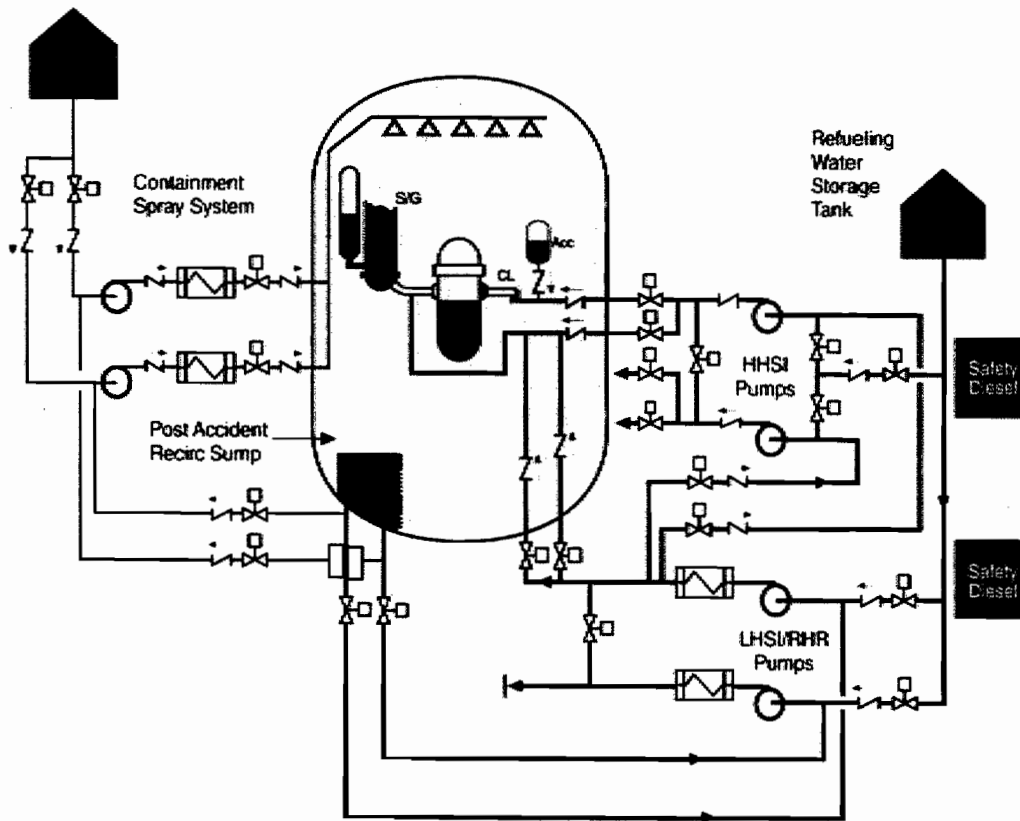 Containment
Spray System
S/G
Acc
CL
Refueling
Water
Storage
Tank
HHSI
Pumps
Safety
Diesel
Post Accident
Recirc Sump
Safety
Diesel
LHSI/RHR
Pumps